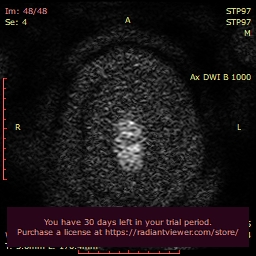 Im: 48/48
Se: 4
STP97
STP97
M
A
Ax DWI B 1000
R
L
You have 30 days left in your trial period.
Purchase a license at https://radiantviewer.com/store/